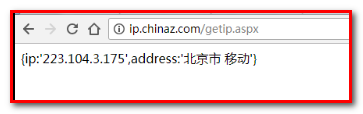 ip.chinaz.com/getip.aspx
{ip:'223.104.3.175',address:'北京市 移动'}